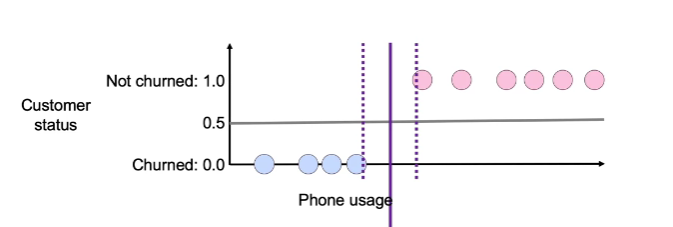 Not churned: 1.0
Customer
status
0.5
Churned: 0.0
Phone usage